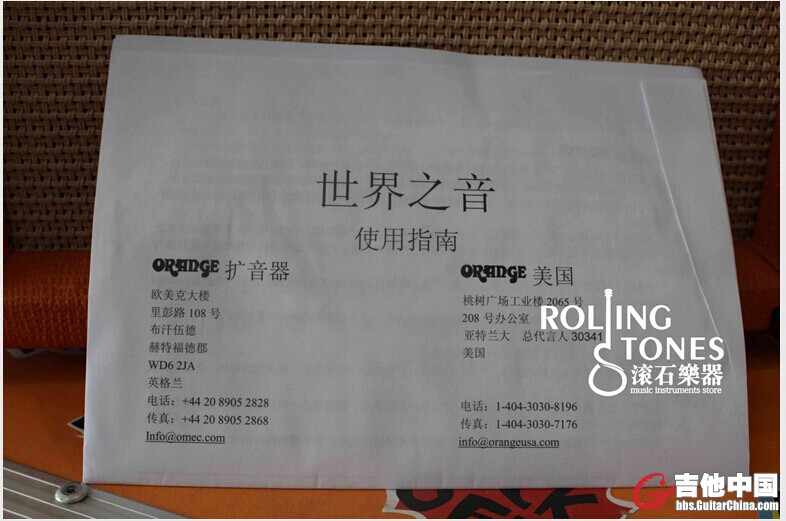 世界之音
使用指南
ORANGE 扩音器
欧美克大楼
里彭路 108 号
布汗伍德
赫特福德郡
WD6 2JA
英格兰
电话：+44 20 8905 2828
传真：+44 20 8905 2868
Info@omec.com
ORANGE 美国
桃树广场工业楼 2065 号
208 号办公室
亚特兰大 总代言人 30341
美国
电话：1-404-3030-8196
传真：1-404-3030-7176
info@orangeusa.com
ROLLING
STONES
滚石樂器
music instruments store
吉他中国
bbs.GuitarChina.com